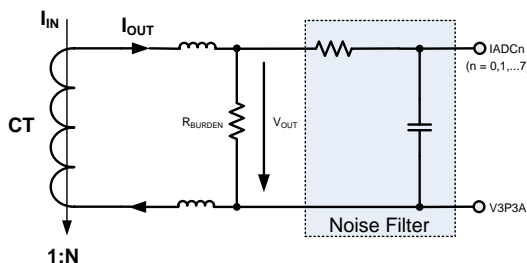 I_IN
I_OUT
IADCn
(n = 0,1,...7
CT
R_BURDEN
V_OUT
V3P3A
Noise Filter
1:N